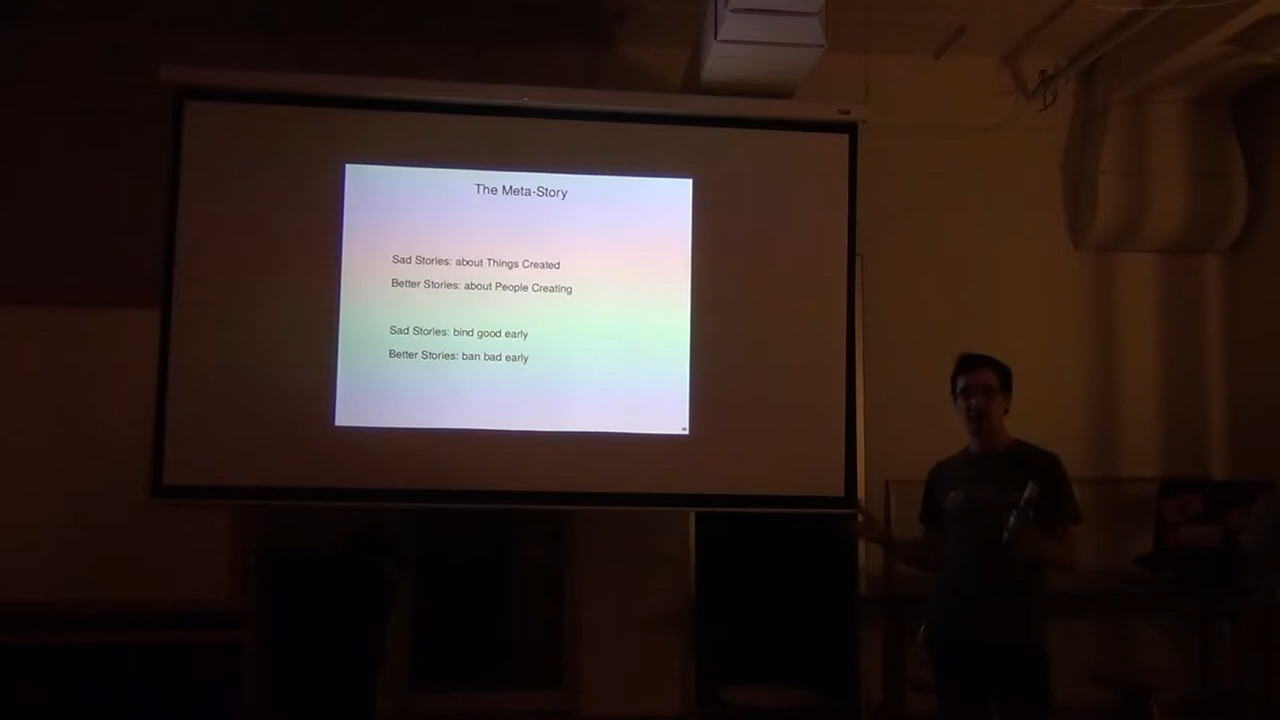 The Meta-Story
Sad Stories: about Things Created
Better Stories: about People Creating
Sad Stories: bind good early
Better Stories: ban bad early